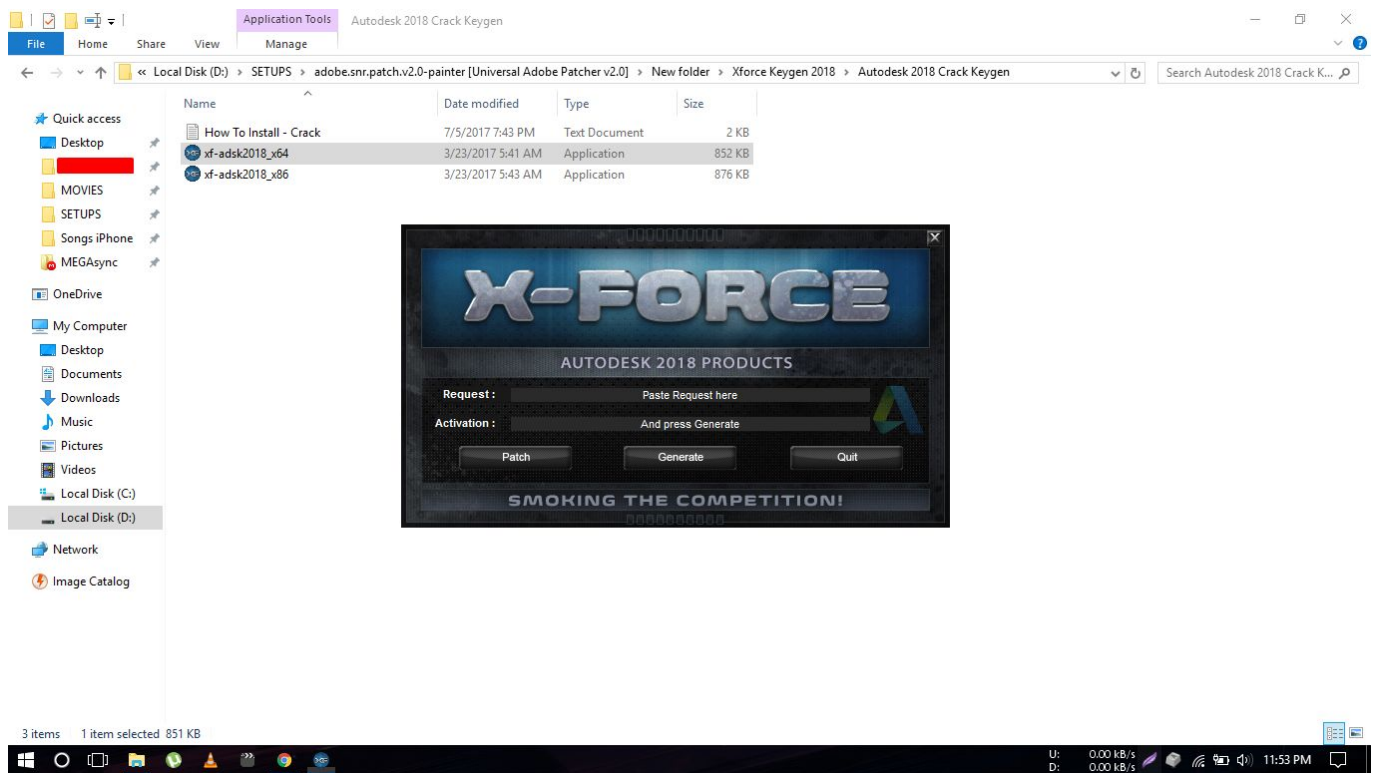 Application Tools
Autodesk 2018 Crack Keygen
File
Home
Share
View
Manage
« Local Disk (D:) › SETUPS › adobe.snr.patch.v2.0-painter [Universal Adobe Patcher v2.0] › New folder › Xforce Keygen 2018 › Autodesk 2018 Crack Keygen
Search Autodesk 2018 Crack K...
Name
Date modified
Type
Size
How To Install - Crack
7/5/2017 7:43 PM
Text Document
2 KB
xf-adsk2018_x64
3/23/2017 5:41 AM
Application
852 KB
xf-adsk2018_x86
3/23/2017 5:43 AM
Application
876 KB
Quick access
Desktop
MOVIES
SETUPS
Songs iPhone
MEGAsync
OneDrive
My Computer
Desktop
Documents
Downloads
Music
Pictures
Videos
Local Disk (C:)
Local Disk (D:)
Network
Image Catalog
X-FORCE
AUTODESK 2018 PRODUCTS
Request :
Paste Request here
Activation :
And press Generate
Patch
Generate
Quit
SMOKING THE COMPETITION!
3 items
1 item selected 851 KB
U: 0.00 kB/s
D: 0.00 kB/s
11:53 PM